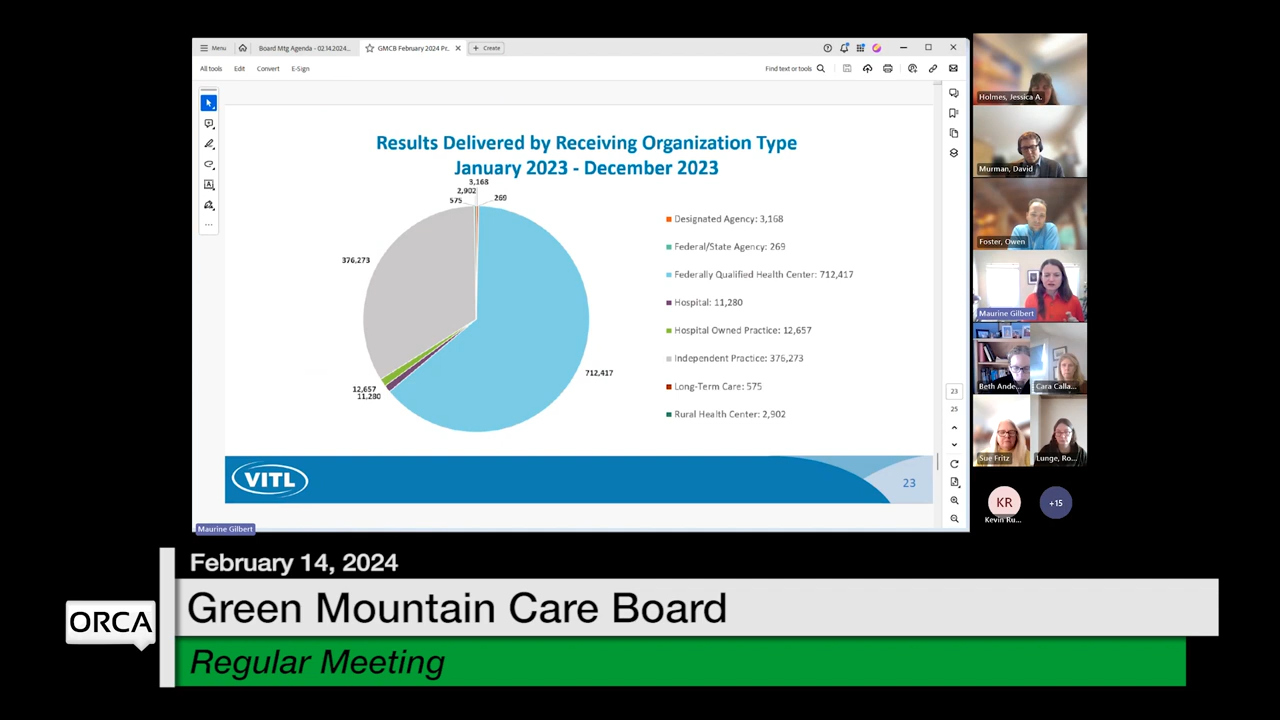 Menu
Board Mtg Agenda - 02.14.2024...
GMCB February 2024 Pr...
Create
All tools
Edit
Convert
E-Sign
Find text or tools
Results Delivered by Receiving Organization Type
January 2023 - December 2023
3,168
2,902
575
269
376,273
712,417
12,657
11,280
Designated Agency: 3,168
Federal/State Agency: 269
Federally Qualified Health Center: 712,417
Hospital: 11,280
Hospital Owned Practice: 12,657
Independent Practice: 376,273
Long-Term Care: 575
Rural Health Center: 2,902
23
25
VITL
23
Maurine Gilbert
Holmes, Jessica A.
Murman, David
Foster, Owen
Maurine Gilbert
Beth Ande...
Cara Calla...
Sue Fritz
Lunge, Ro...
KR
Kevin Ru...
+15
February 14, 2024
ORCA
Green Mountain Care Board
Regular Meeting